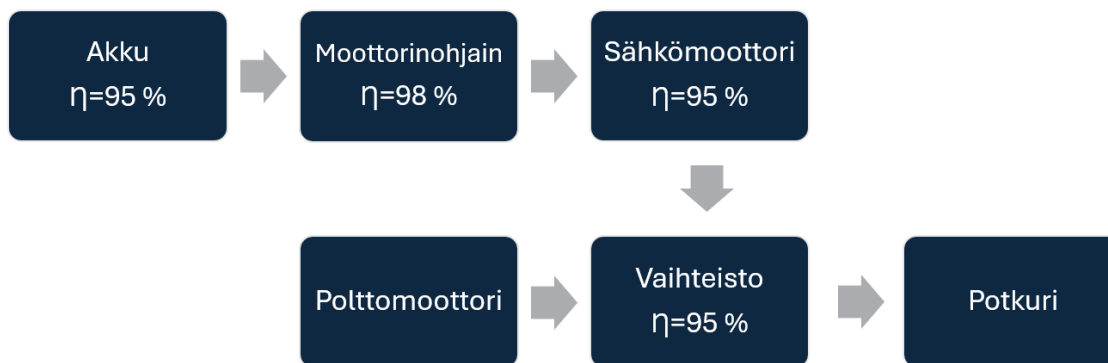 Akku
η=95 %
Moottorinohjain
η=98 %
Sähkömoottori
η=95 %
Polttomoottori
Vaihteisto
η=95 %
Potkuri